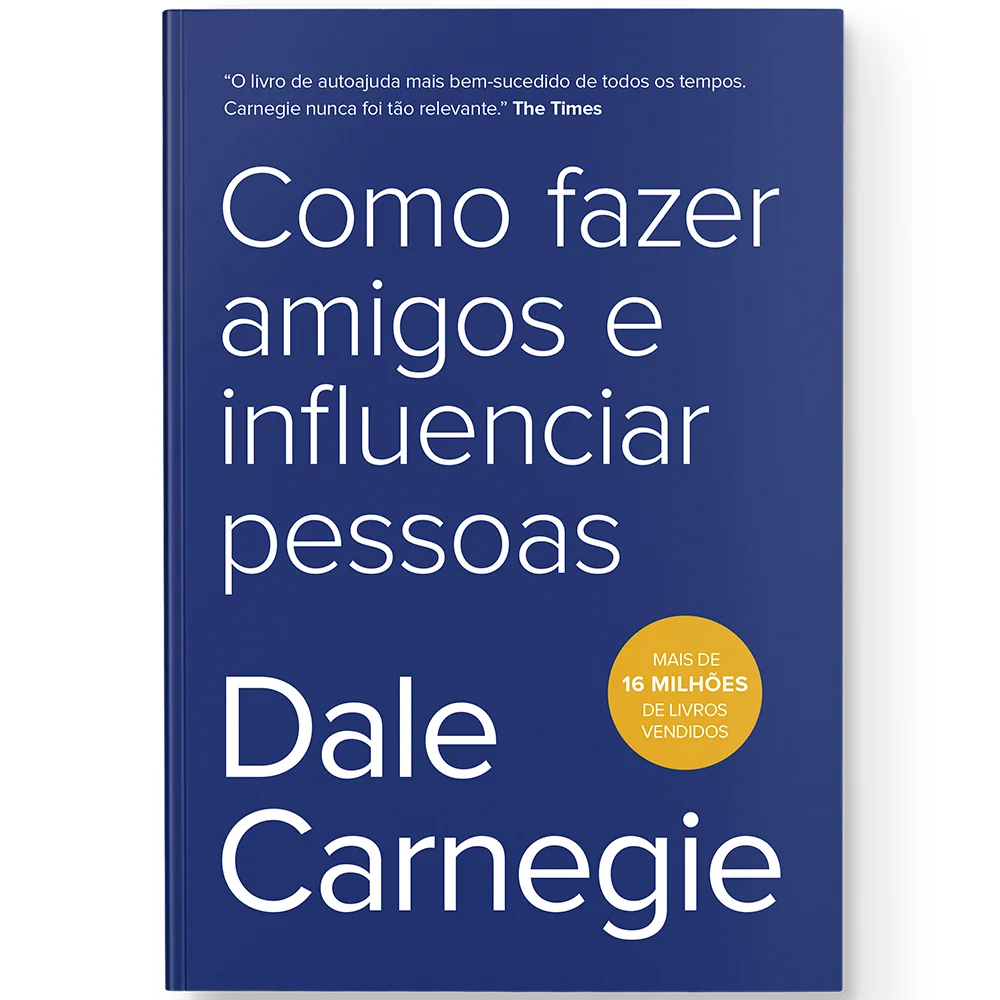 “O livro de autoajuda mais bem-sucedido de todos os tempos.
Carnegie nunca foi tão relevante.” The Times
Como fazer
amigos e
influenciar
pessoas
MAIS DE
16 MILHÕES
DE LIVROS
VENDIDOS
Dale
Carnegie